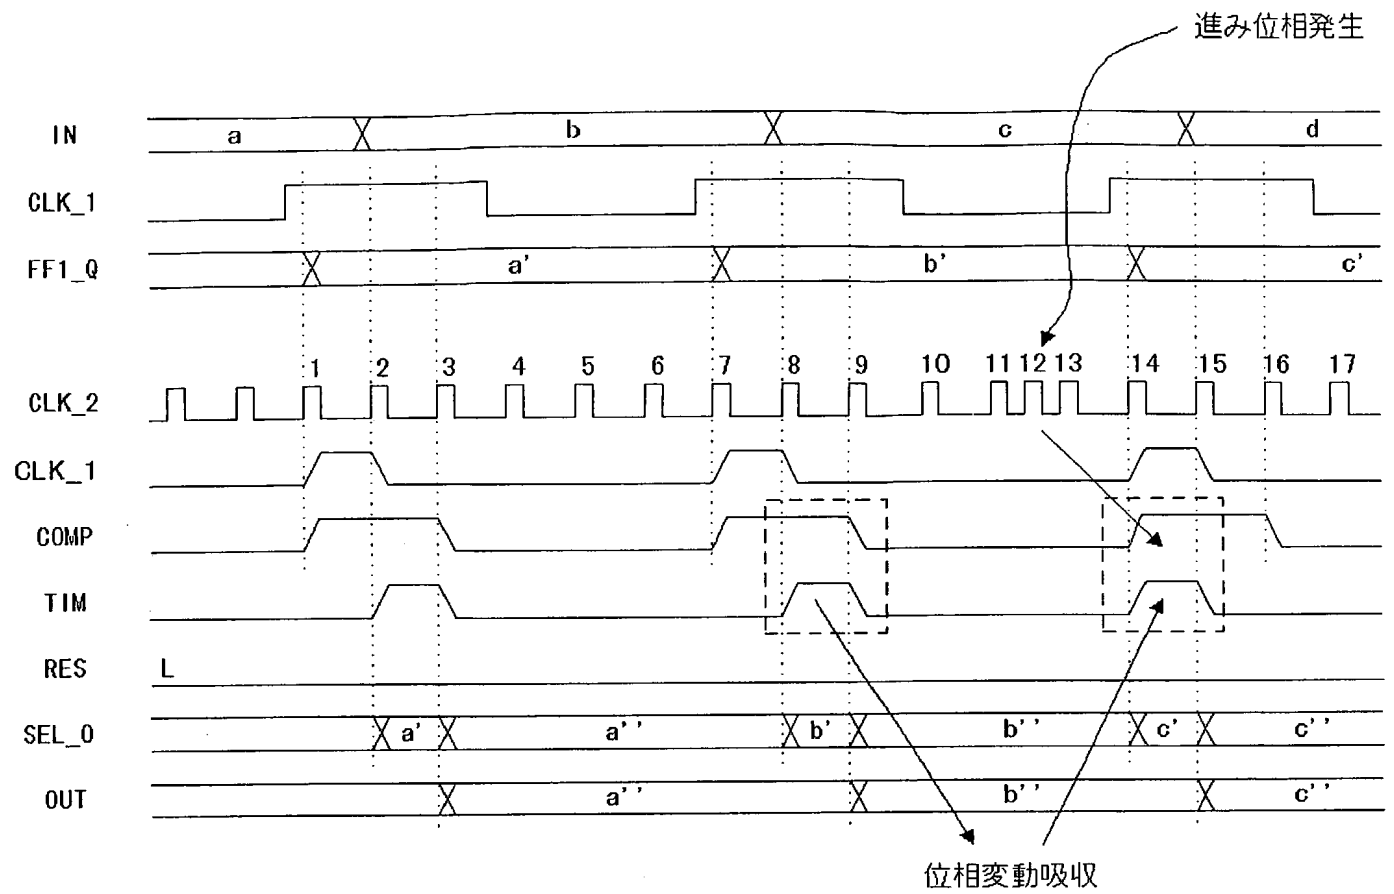 進み位相発生
IN a b c d
CLK_1
FF1_Q a' b' c'
1 2 3 4 5 6 7 8 9 10 11 12 13 14 15 16 17
CLK_2
CLK_1
COMP
TIM
RES L
SEL_O a' a'' b' b'' c' c''
OUT a'' b'' c''
位相変動吸収